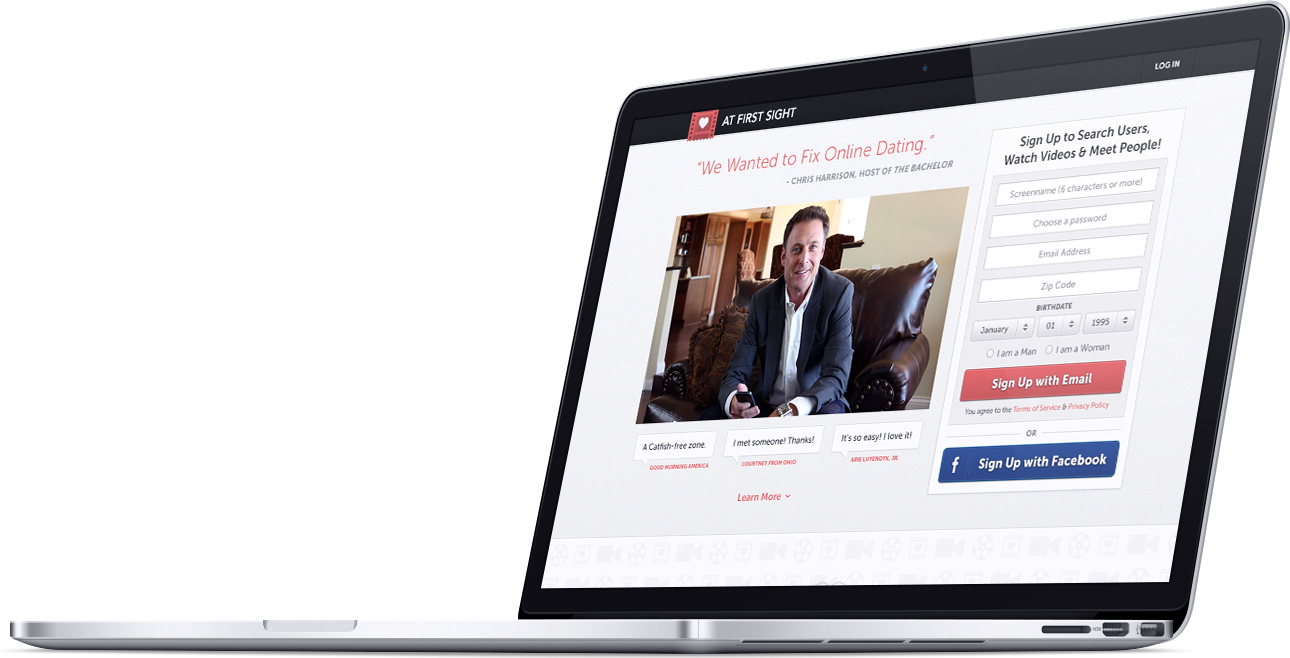 LOG IN
AT FIRST SIGHT
"We Wanted to Fix Online Dating."
- CHRIS HARRISON, HOST OF THE BACHELOR
A Catfish-free zone.
GOOD MORNING AMERICA
I met someone! Thanks!
COURTNEY FROM OHIO
It's so easy! I love it!
ARIE LUYENDYK, JR.
Learn More
Sign Up to Search Users,
Watch Videos & Meet People!
Screenname (6 characters or more)
Choose a password
Email Address
Zip Code
BIRTHDATE
January 01 1995
I am a Man I am a Woman
Sign Up with Email
You agree to the Terms of Service & Privacy Policy
OR
f Sign Up with Facebook